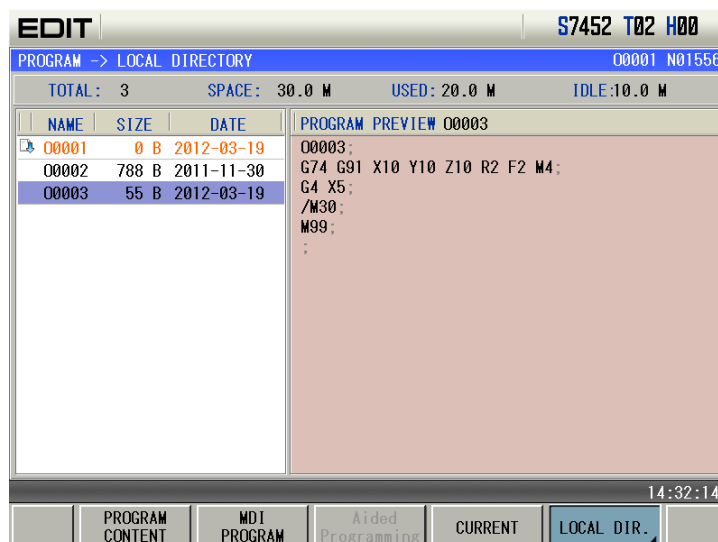 EDIT S7452 T02 H00
PROGRAM -> LOCAL DIRECTORY O0001 N01556
TOTAL: 3 SPACE: 30.0 M USED: 20.0 M IDLE:10.0 M
NAME SIZE DATE PROGRAM PREVIEW O0003
O0001 0 B 2012-03-19
O0002 788 B 2011-11-30
O0003 55 B 2012-03-19
O0003;
G74 G91 X10 Y10 Z10 R2 F2 M4;
G4 X5;
/M30;
M99;
;
14:32:14
PROGRAM CONTENT
MDI PROGRAM
Aided Programming
CURRENT
LOCAL DIR.